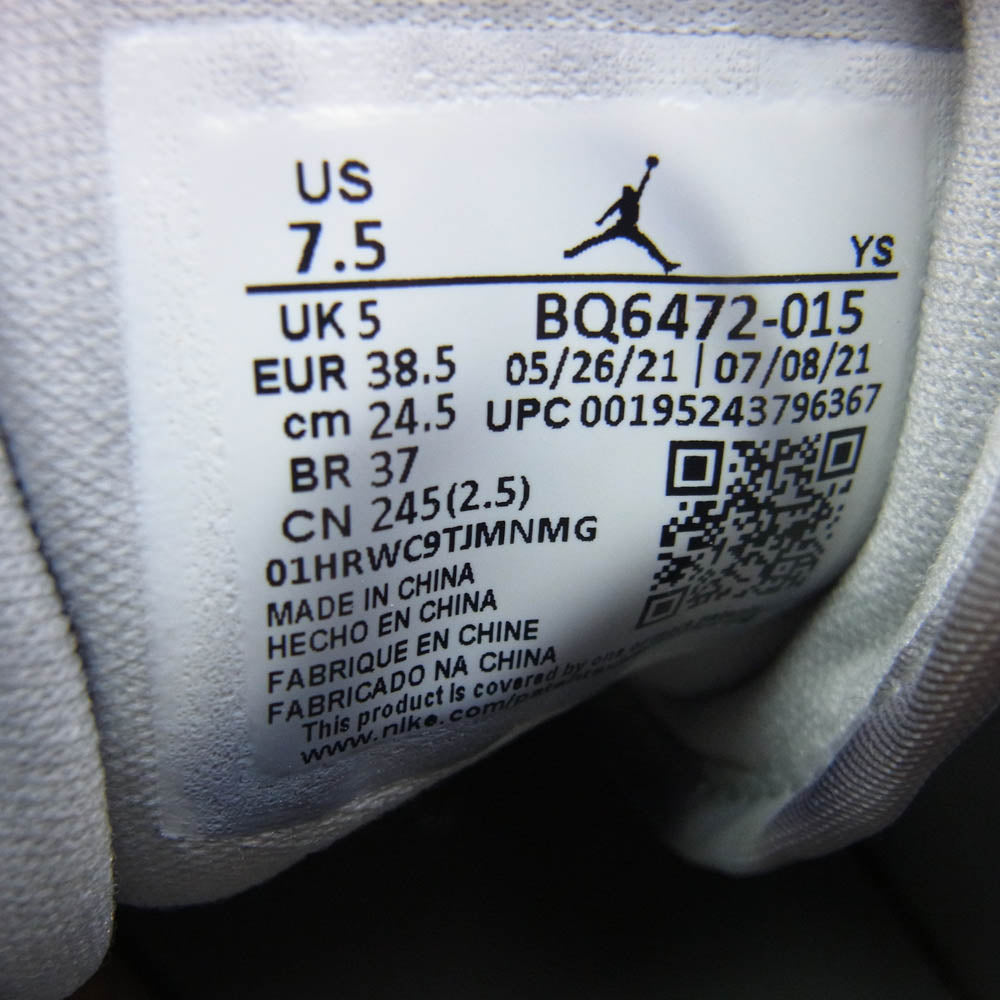 US
7.5
YS
UK 5
EUR 38.5
cm 24.5
BR 37
CN 245(2.5)
BQ6472-015
05/26/21 | 07/08/21
UPC 00195243796367
01HRWC9TJMNMG
MADE IN CHINA
HECHO EN CHINA
FABRIQUE EN CHINE
FABRICADO NA CHINA
This product is covered by one
www.nike.com/